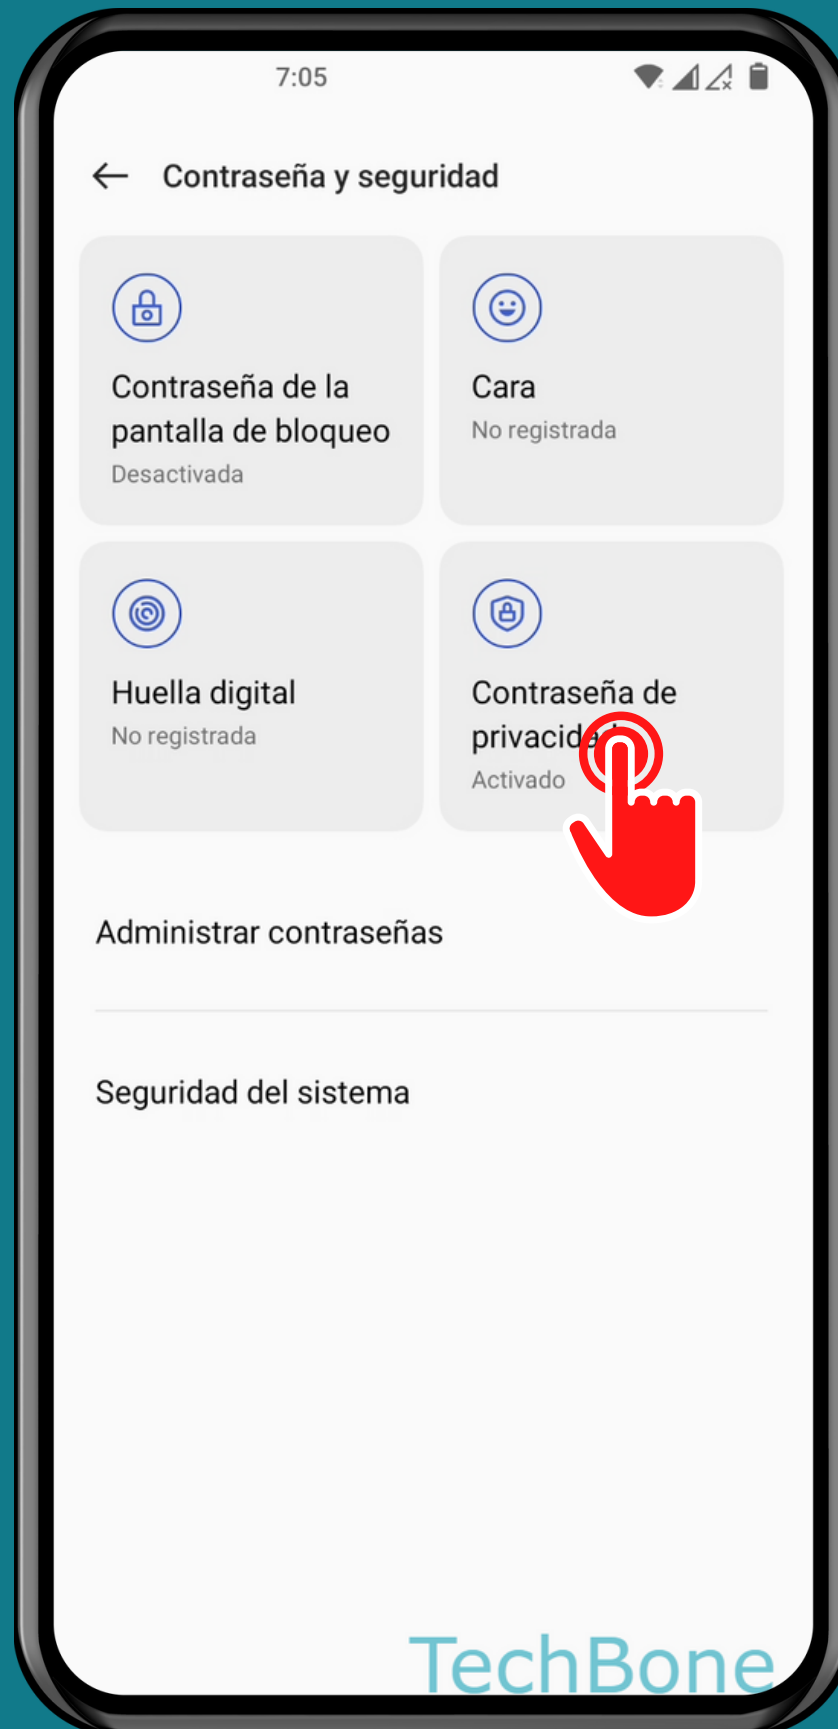 7:05
Contraseña y seguridad
Contraseña de la
pantalla de bloqueo
Desactivada
Cara
No registrada
Huella digital
No registrada
Contraseña de
privacidad
Activado
Administrar contraseñas
Seguridad del sistema
TechBone